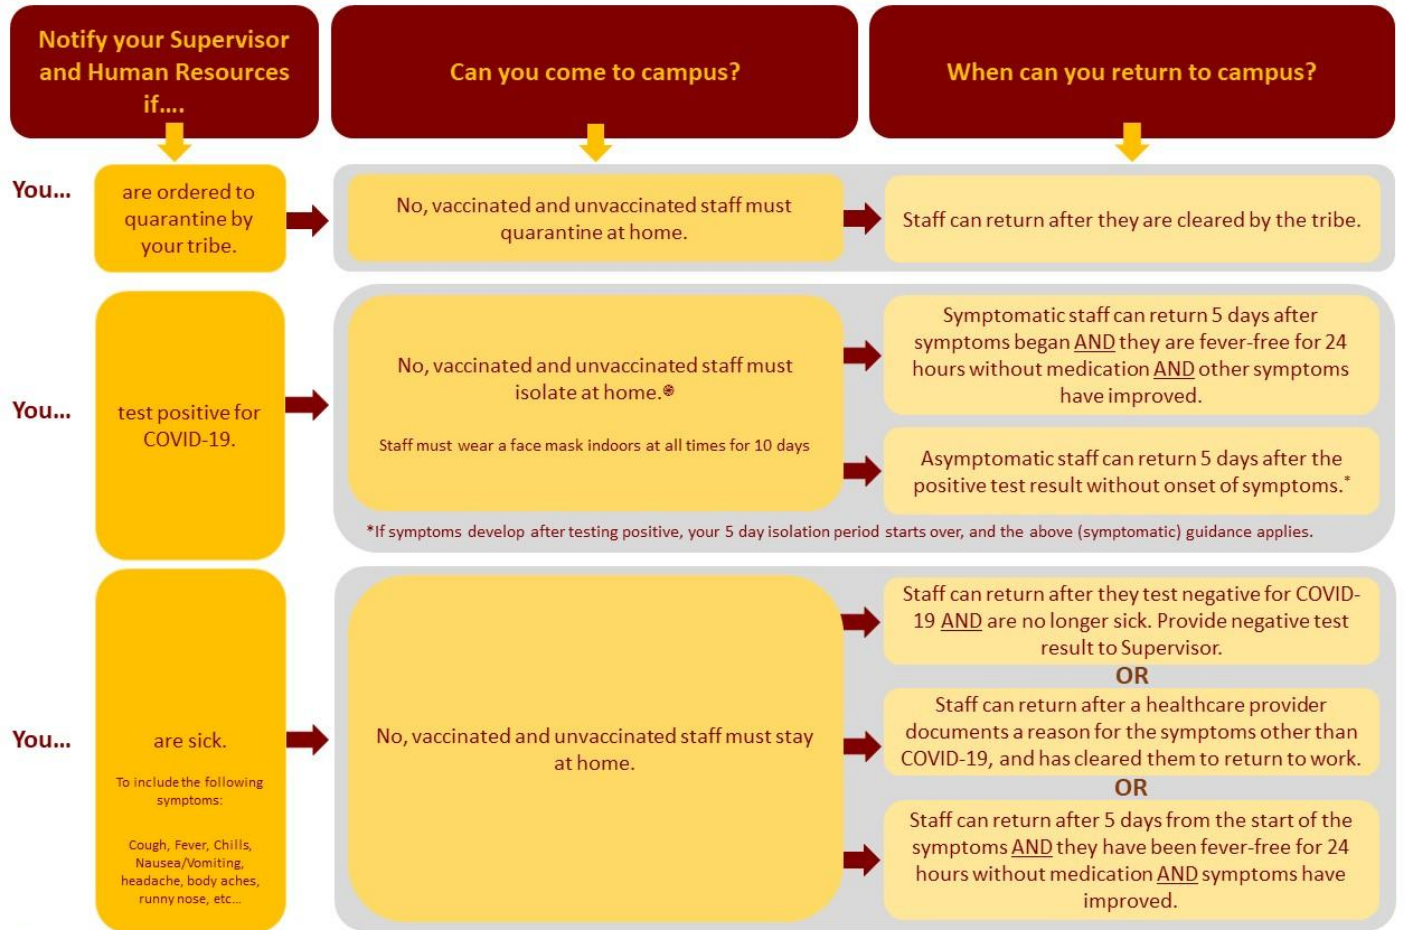 Notify your Supervisor
and Human Resources
if....
Can you come to campus?
When can you return to campus?
You...
are ordered to
quarantine by
your tribe.
No, vaccinated and unvaccinated staff must
quarantine at home.
Staff can return after they are cleared by the tribe.
You...
test positive for
COVID-19.
No, vaccinated and unvaccinated staff must
isolate at home.֍
Staff must wear a face mask indoors at all times for 10 days
Symptomatic staff can return 5 days after
symptoms began AND they are fever-free for 24
hours without medication AND other symptoms
have improved.
Asymptomatic staff can return 5 days after the
positive test result without onset of symptoms.*
*If symptoms develop after testing positive, your 5 day isolation period starts over, and the above (symptomatic) guidance applies.
You...
are sick.
To include the following
symptoms:
Cough, Fever, Chills,
Nausea/Vomiting,
headache, body aches,
runny nose, etc...
No, vaccinated and unvaccinated staff must stay
at home.
Staff can return after they test negative for COVID-
19 AND are no longer sick. Provide negative test
result to Supervisor.
OR
Staff can return after a healthcare provider
documents a reason for the symptoms other than
COVID-19, and has cleared them to return to work.
OR
Staff can return after 5 days from the start of the
symptoms AND they have been fever-free for 24
hours without medication AND symptoms have
improved.